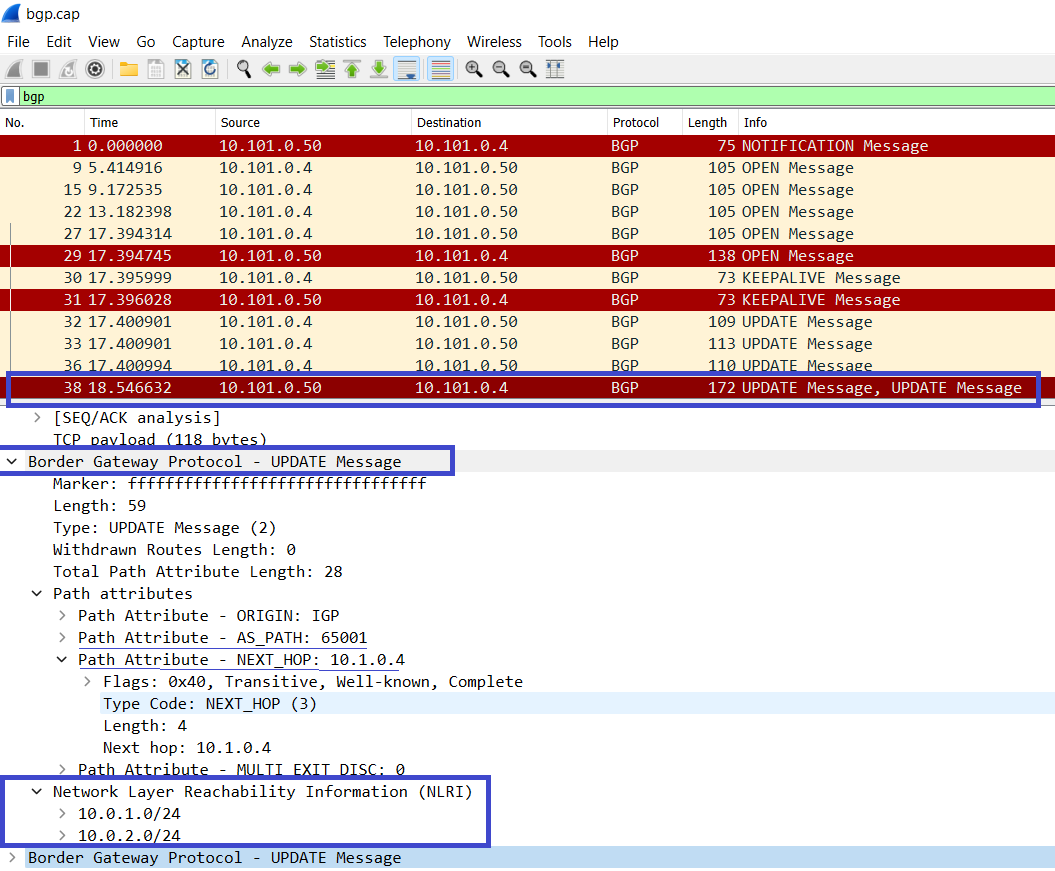 bgp.cap
File Edit View Go Capture Analyze Statistics Telephony Wireless Tools Help
bgp
No. Time Source Destination Protocol Length Info
1 0.000000 10.101.0.50 10.101.0.4 BGP 75 NOTIFICATION Message
9 5.414916 10.101.0.4 10.101.0.50 BGP 105 OPEN Message
15 9.172535 10.101.0.4 10.101.0.50 BGP 105 OPEN Message
22 13.182398 10.101.0.4 10.101.0.50 BGP 105 OPEN Message
27 17.394314 10.101.0.4 10.101.0.50 BGP 105 OPEN Message
29 17.394745 10.101.0.50 10.101.0.4 BGP 138 OPEN Message
30 17.395999 10.101.0.4 10.101.0.50 BGP 73 KEEPALIVE Message
31 17.396028 10.101.0.50 10.101.0.4 BGP 73 KEEPALIVE Message
32 17.400901 10.101.0.4 10.101.0.50 BGP 109 UPDATE Message
33 17.400901 10.101.0.4 10.101.0.50 BGP 113 UPDATE Message
36 17.400994 10.101.0.4 10.101.0.50 BGP 110 UPDATE Message
38 18.546632 10.101.0.50 10.101.0.4 BGP 172 UPDATE Message, UPDATE Message
[SEQ/ACK analysis]
TCP payload (118 bytes)
Border Gateway Protocol - UPDATE Message
Marker: ffffffffffffffffffffffffffffffff
Length: 59
Type: UPDATE Message (2)
Withdrawn Routes Length: 0
Total Path Attribute Length: 28
Path attributes
Path Attribute - ORIGIN: IGP
Path Attribute - AS_PATH: 65001
Path Attribute - NEXT_HOP: 10.1.0.4
Flags: 0x40, Transitive, Well-known, Complete
Type Code: NEXT_HOP (3)
Length: 4
Next hop: 10.1.0.4
Path Attribute - MULTI_EXIT_DISC: 0
Network Layer Reachability Information (NLRI)
10.0.1.0/24
10.0.2.0/24
Border Gateway Protocol - UPDATE Message